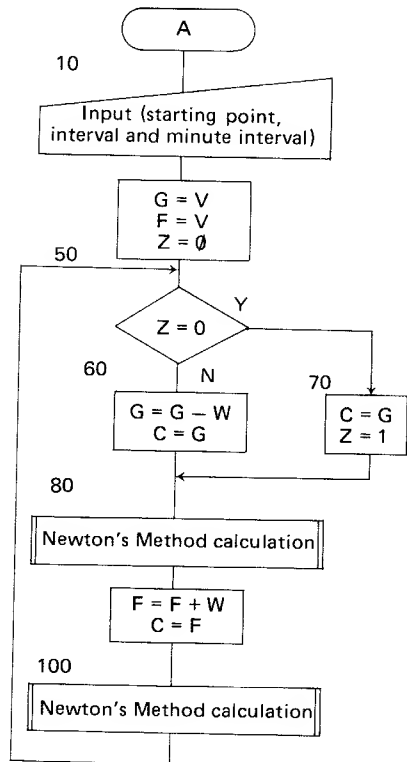 A
10
Input (starting point,
interval and minute interval)
G = V
F = V
Z = 0
50
Y
Z = 0
60
N
70
G = G − W
C = G
C = G
Z = 1
80
Newton's Method calculation
F = F + W
C = F
100
Newton's Method calculation